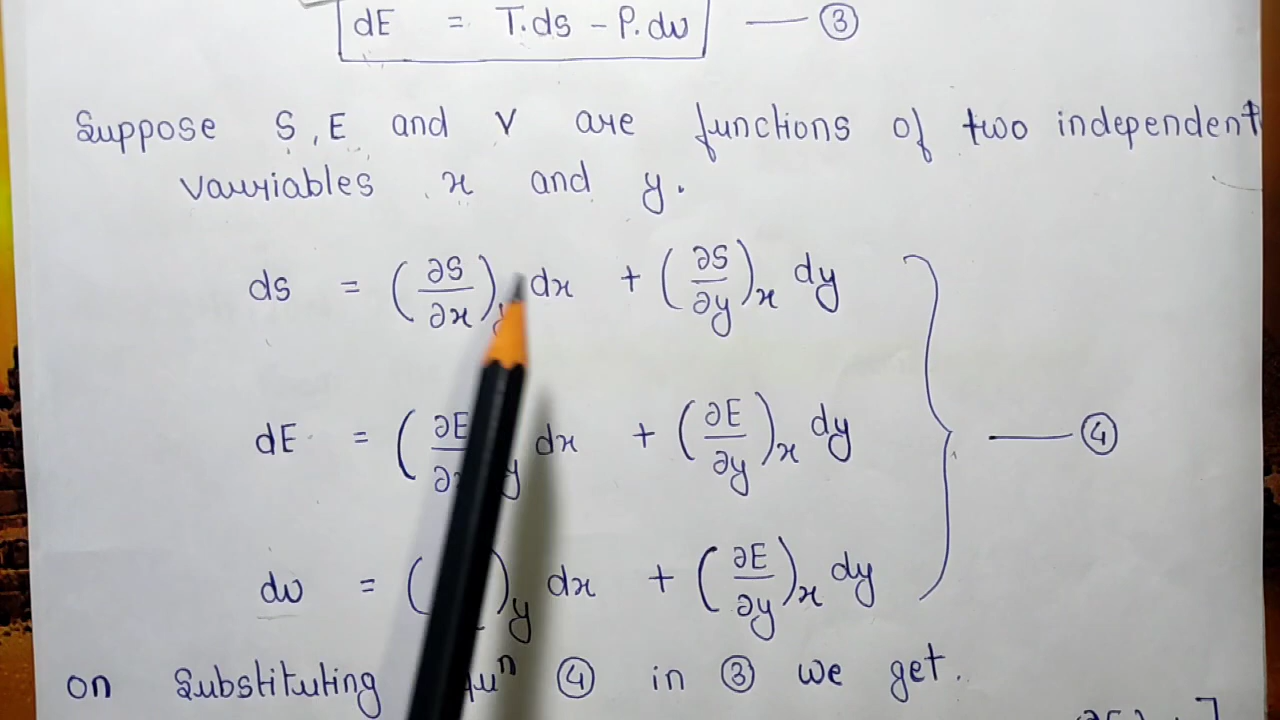 dE = T.ds - P.dv —— ③
Suppose S, E and V are functions of two independent
variables x and y.
ds = (∂S/∂x)y dx + (∂S/∂y)x dy
dE = (∂E/∂x)y dx + (∂E/∂y)x dy —— ④
dv = ( )y dx + (∂E/∂y)x dy
on substituting ④ in ③ we get.